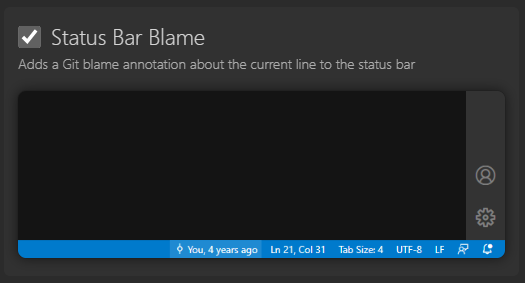 Status Bar Blame
Adds a Git blame annotation about the current line to the status bar
You, 4 years ago Ln 21, Col 31 Tab Size: 4 UTF-8 LF